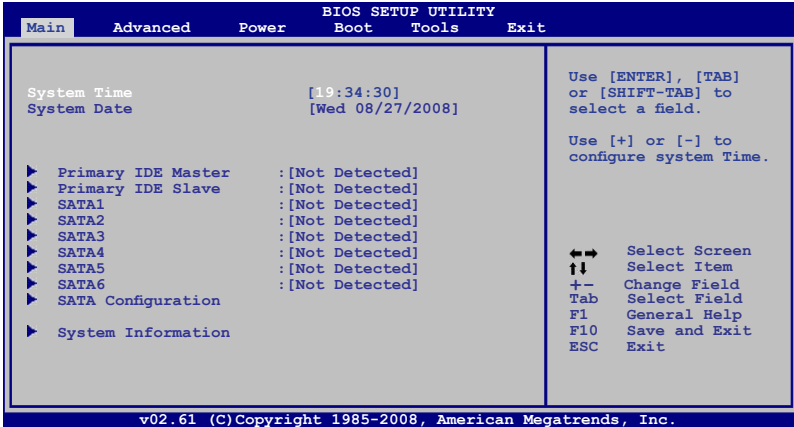 BIOS SETUP UTILITY
Main Advanced Power Boot Tools Exit
System Time [19:34:30]
System Date [Wed 08/27/2008]
Primary IDE Master :[Not Detected]
Primary IDE Slave :[Not Detected]
SATA1 :[Not Detected]
SATA2 :[Not Detected]
SATA3 :[Not Detected]
SATA4 :[Not Detected]
SATA5 :[Not Detected]
SATA6 :[Not Detected]
SATA Configuration
System Information
Use [ENTER], [TAB]
or [SHIFT-TAB] to
select a field.
Use [+] or [-] to
configure system Time.
←→ Select Screen
↑↓ Select Item
+- Change Field
Tab Select Field
F1 General Help
F10 Save and Exit
ESC Exit
v02.61 (C)Copyright 1985-2008, American Megatrends, Inc.